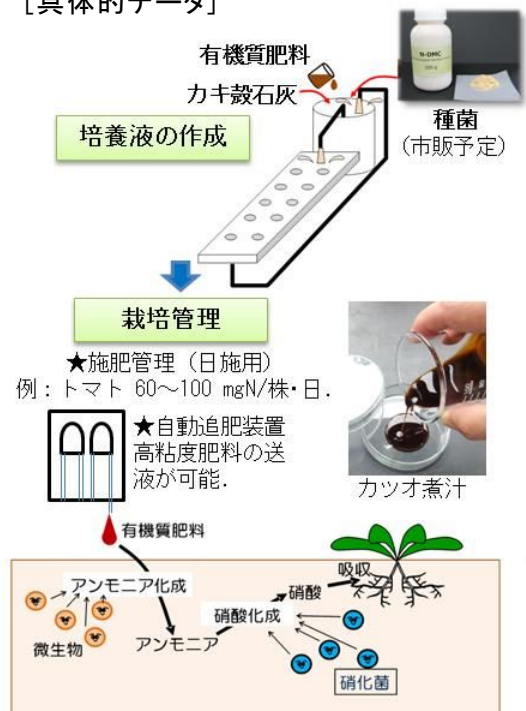 [具体的データ]
有機質肥料
カキ殻石灰
N-DMC
種菌
(市販予定)
培養液の作成
栽培管理
★施肥管理(日施用)
例:トマト 60～100 mgN/株・日.
★自動追肥装置
高粘度肥料の送
液が可能.
カツオ煮汁
有機質肥料
アンモニア化成
微生物
アンモニア
硝酸化成
硝酸
吸収
硝化菌